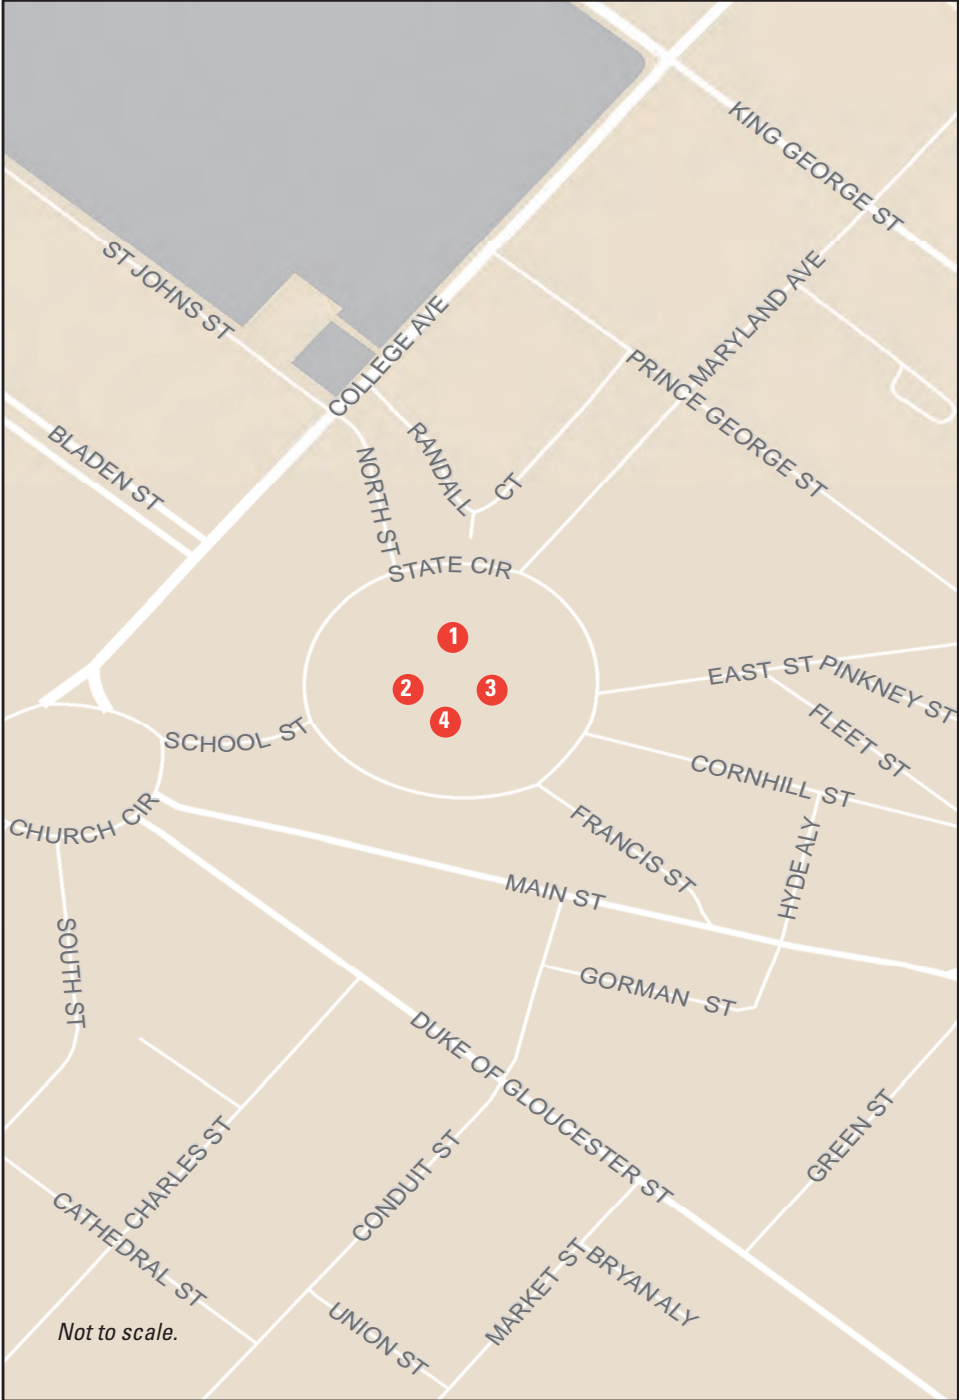 KING GEORGE ST
ST JOHNS ST
MARYLAND AVE
COLLEGE AVE
PRINCE GEORGE ST
BLADEN ST
RANDALL CT
NORTH ST
STATE CIR
1
2
3
4
EAST ST
PINKNEY ST
FLEET ST
SCHOOL ST
CORNHILL ST
CHURCH CIR
FRANCIS ST
HYDE ALY
MAIN ST
SOUTH ST
GORMAN ST
DUKE OF GLOUCESTER ST
GREEN ST
CHARLES ST
CONDUIT ST
CATHEDRAL ST
MARKET ST
BRYAN ALY
UNION ST
Not to scale.